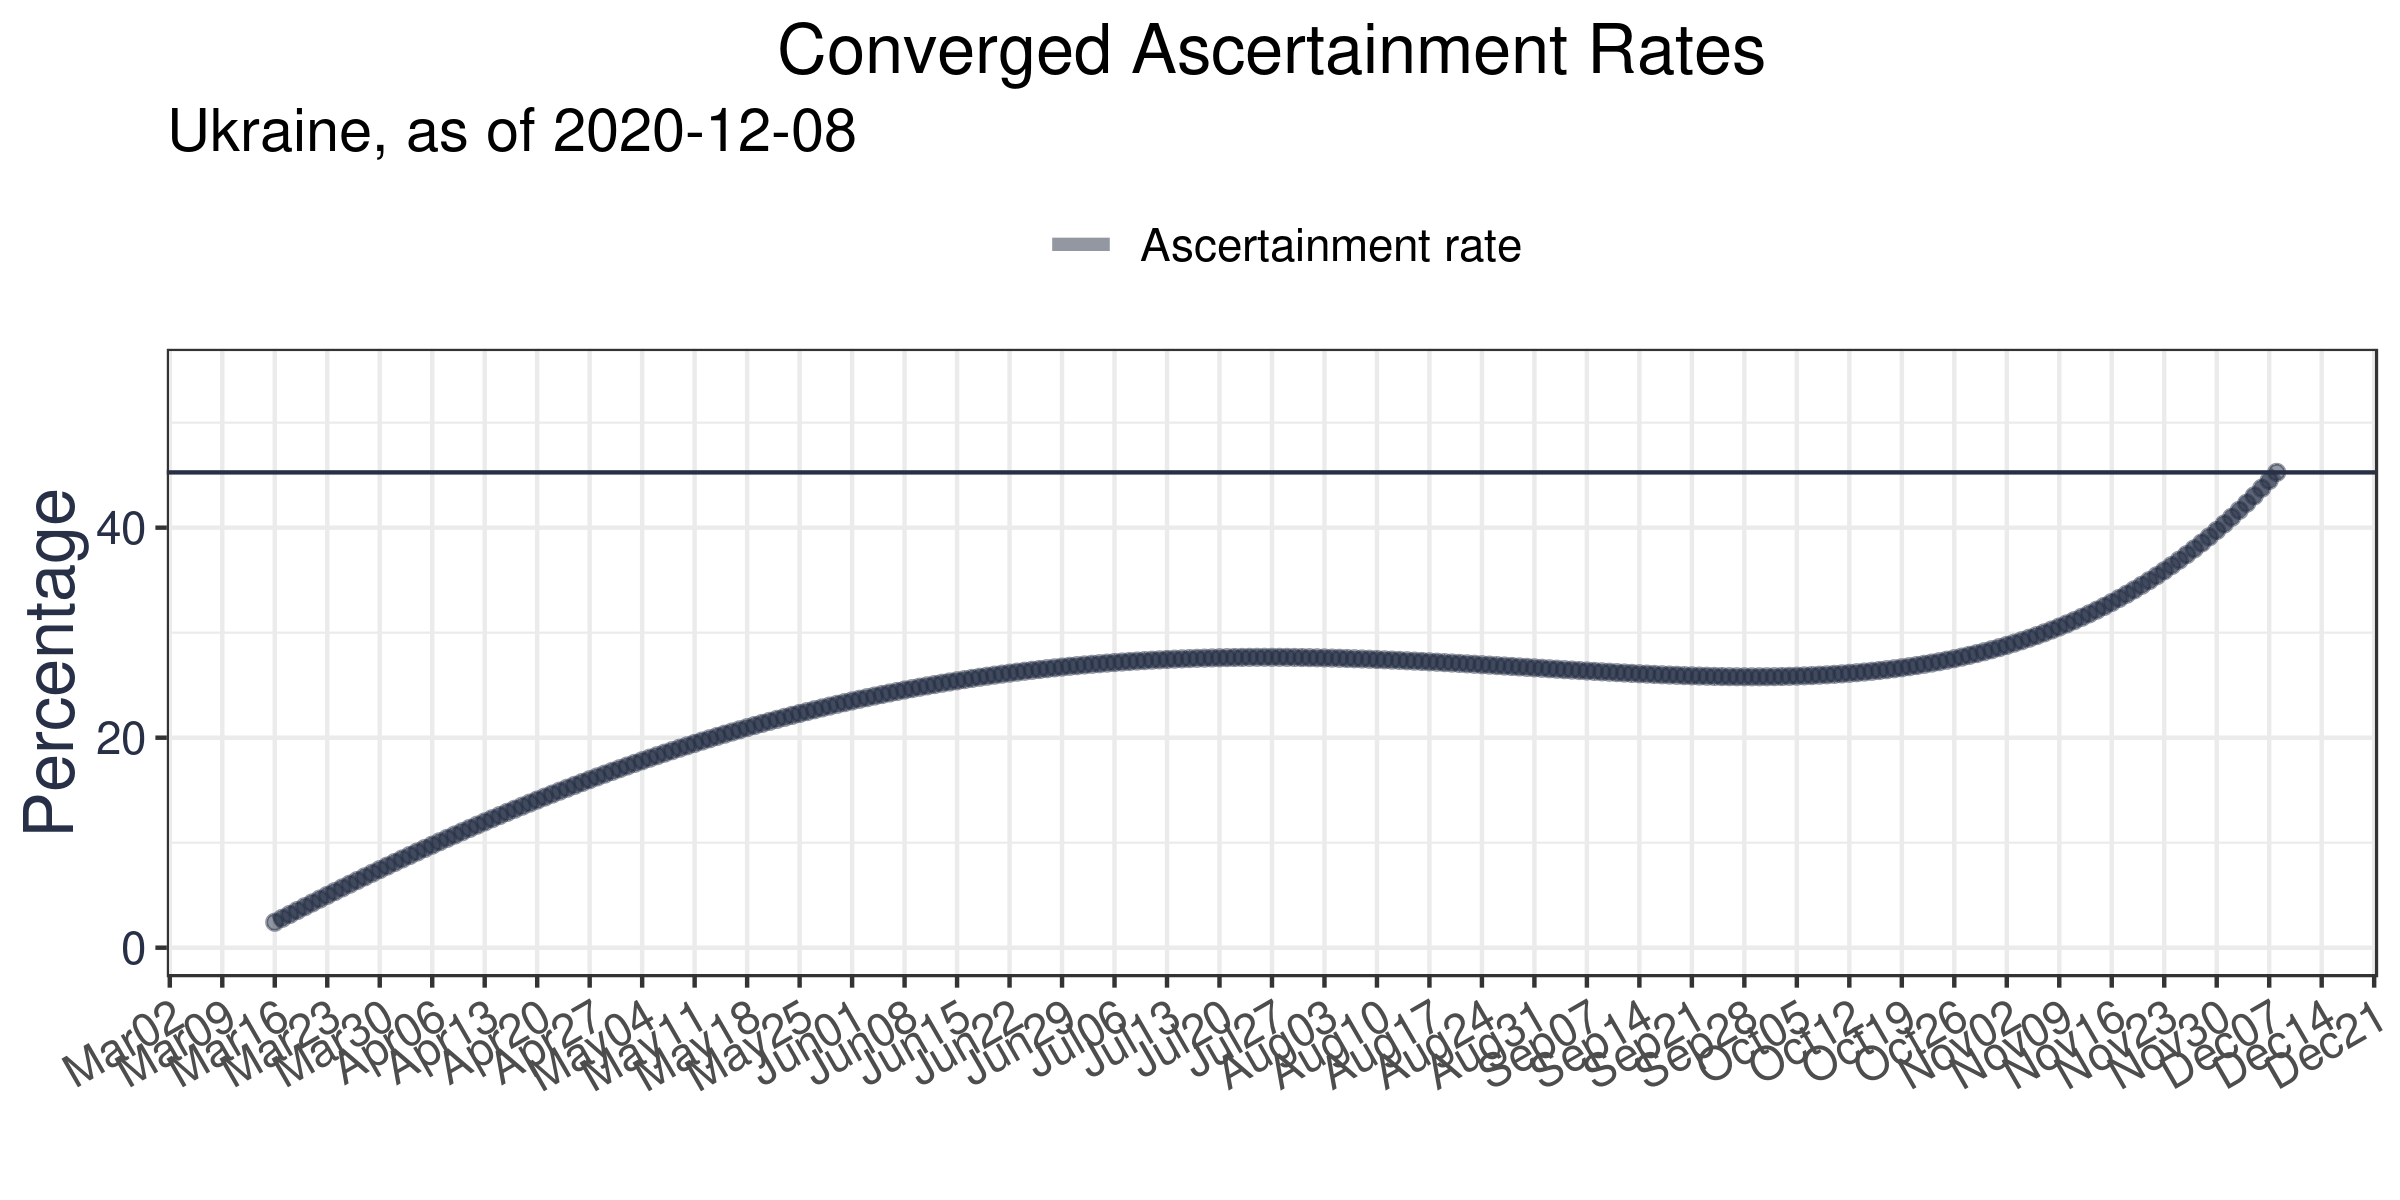 Converged Ascertainment Rates
Ukraine, as of 2020-12-08
Ascertainment rate
Percentage
40
20
0
Mar02
Mar09
Mar16
Mar23
Mar30
Apr06
Apr13
Apr20
Apr27
May04
May11
May18
May25
Jun01
Jun08
Jun15
Jun22
Jun29
Jul06
Jul13
Jul20
Jul27
Aug03
Aug10
Aug17
Aug24
Aug31
Sep07
Sep14
Sep21
Sep28
Oct05
Oct12
Oct19
Oct26
Nov02
Nov09
Nov16
Nov23
Nov30
Dec07
Dec14
Dec21